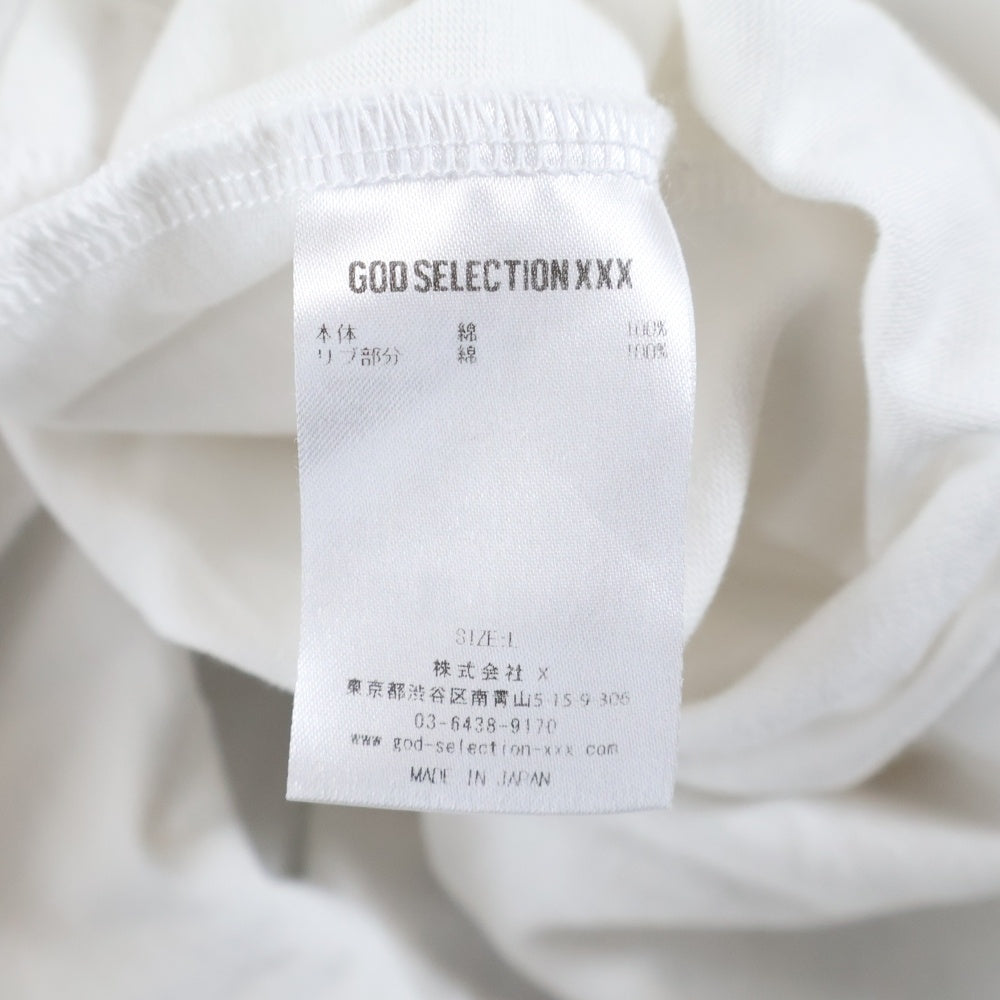 GOD SELECTION XXX
本体 綿 100%
リブ部分 綿 100%
SIZE:L
株式会社 X
東京都渋谷区南青山5-15-9-306
03-6438-9170
www.god-selection-xxx.com
MADE IN JAPAN